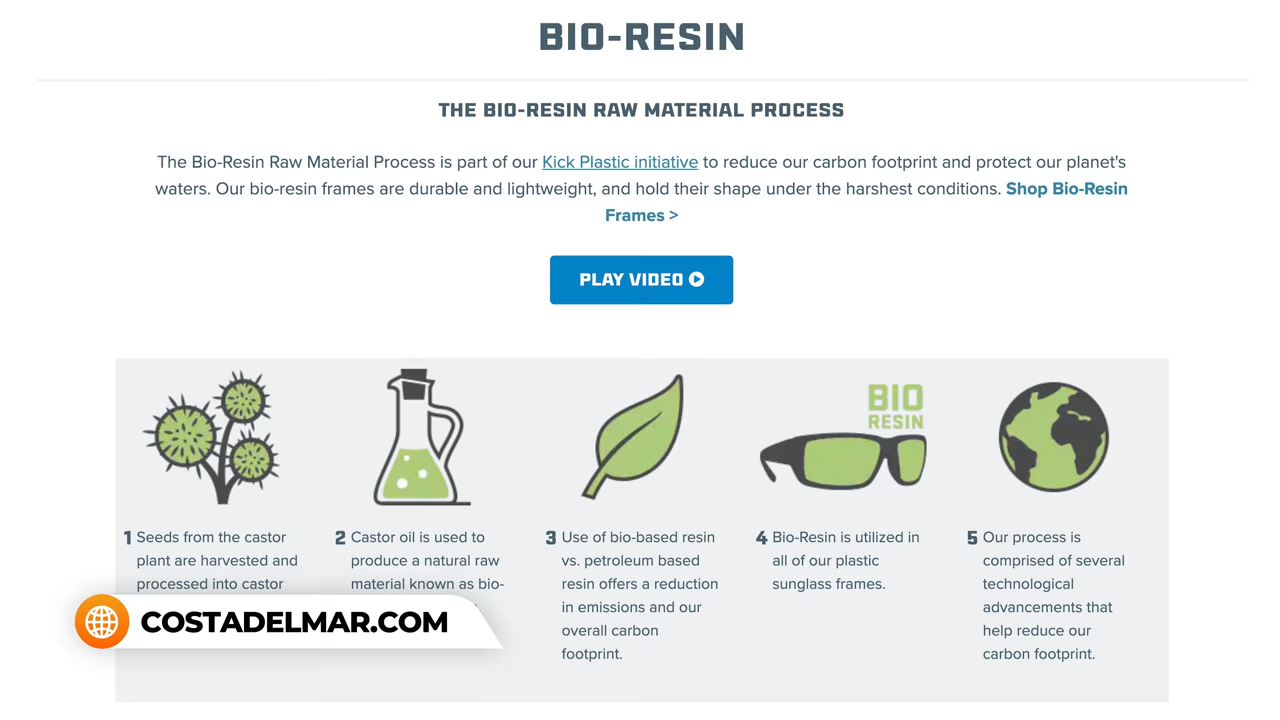 BIO-RESIN
THE BIO-RESIN RAW MATERIAL PROCESS
The Bio-Resin Raw Material Process is part of our Kick Plastic initiative to reduce our carbon footprint and protect our planet's
waters. Our bio-resin frames are durable and lightweight, and hold their shape under the harshest conditions. Shop Bio-Resin
Frames >
PLAY VIDEO
BIO
RESIN
1 Seeds from the castor
plant are harvested and
processed into castor
2 Castor oil is used to
produce a natural raw
material known as bio-
3 Use of bio-based resin
vs. petroleum based
resin offers a reduction
in emissions and our
overall carbon
footprint.
4 Bio-Resin is utilized in
all of our plastic
sunglass frames.
5 Our process is
comprised of several
technological
advancements that
help reduce our
carbon footprint.
COSTADELMAR.COM